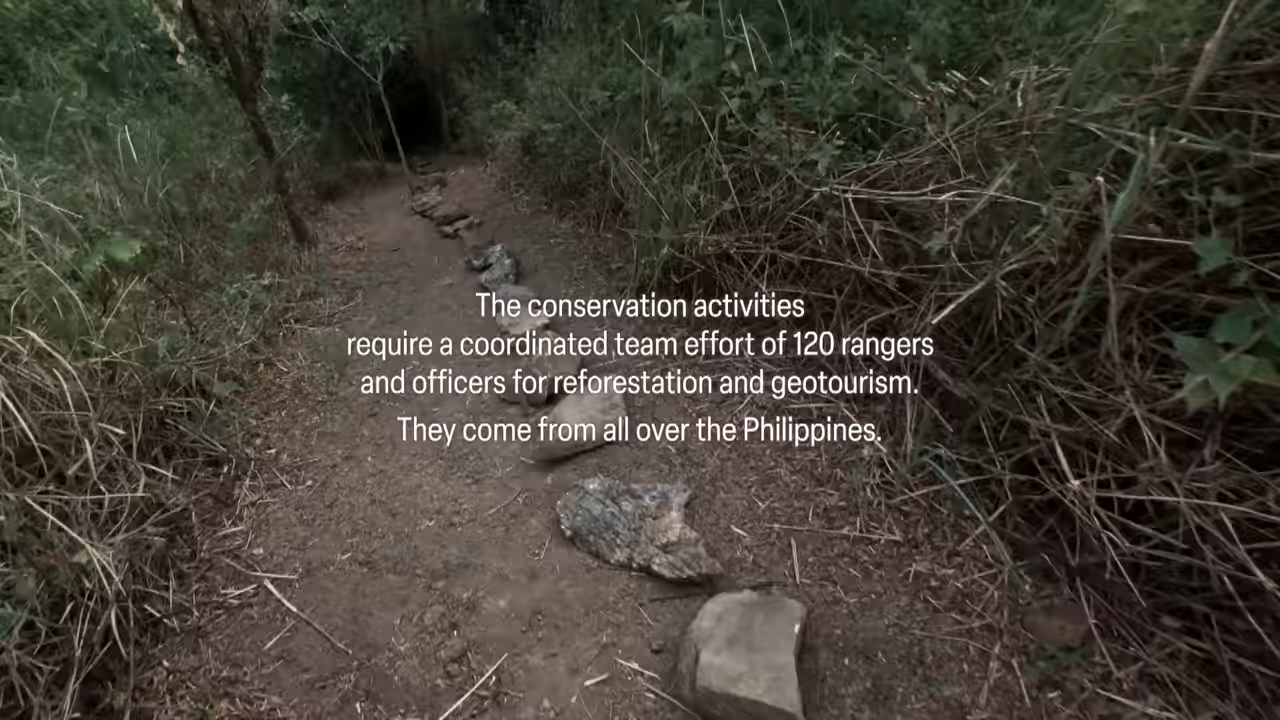 The conservation activities
require a coordinated team effort of 120 rangers
and officers for reforestation and geotourism.
They come from all over the Philippines.